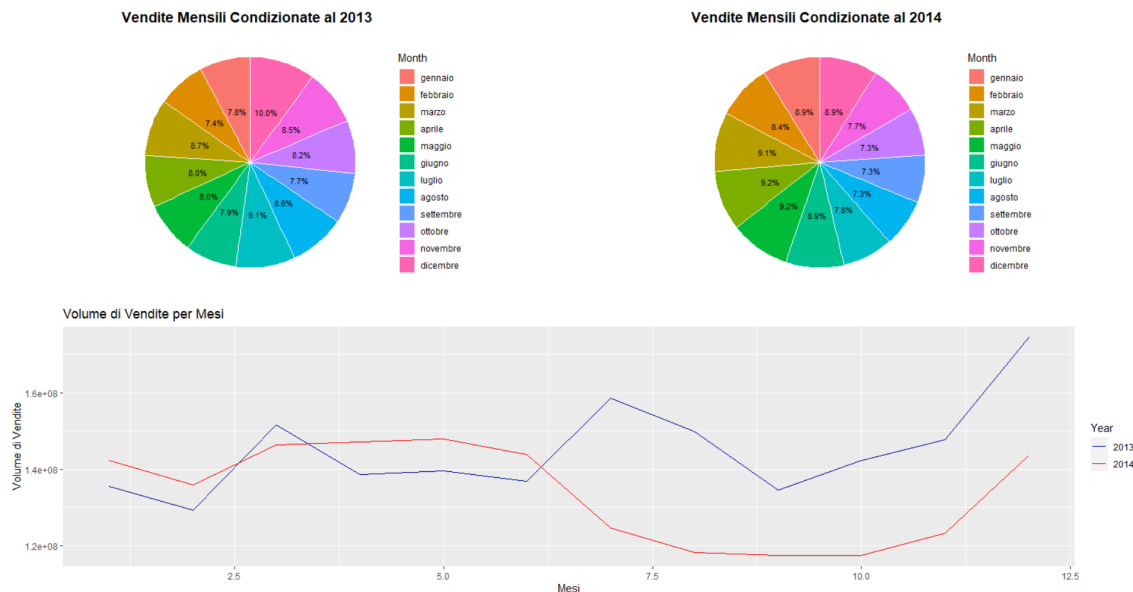 Vendite Mensili Condizionate al 2013
Month
gennaio
febbraio
marzo
aprile
maggio
giugno
luglio
agosto
settembre
ottobre
novembre
dicembre
7.8%
10.0%
7.4%
8.5%
8.7%
8.2%
8.0%
7.7%
8.0%
8.6%
7.9%
9.1%
Vendite Mensili Condizionate al 2014
Month
gennaio
febbraio
marzo
aprile
maggio
giugno
luglio
agosto
settembre
ottobre
novembre
dicembre
8.9%
8.9%
8.4%
7.7%
9.1%
7.3%
9.2%
7.3%
9.2%
7.3%
8.9%
7.8%
Volume di Vendite per Mesi
Volume di Vendite
1.6e+08
1.4e+08
1.2e+08
2.5
5.0
7.5
10.0
12.5
Mesi
Year
2013
2014